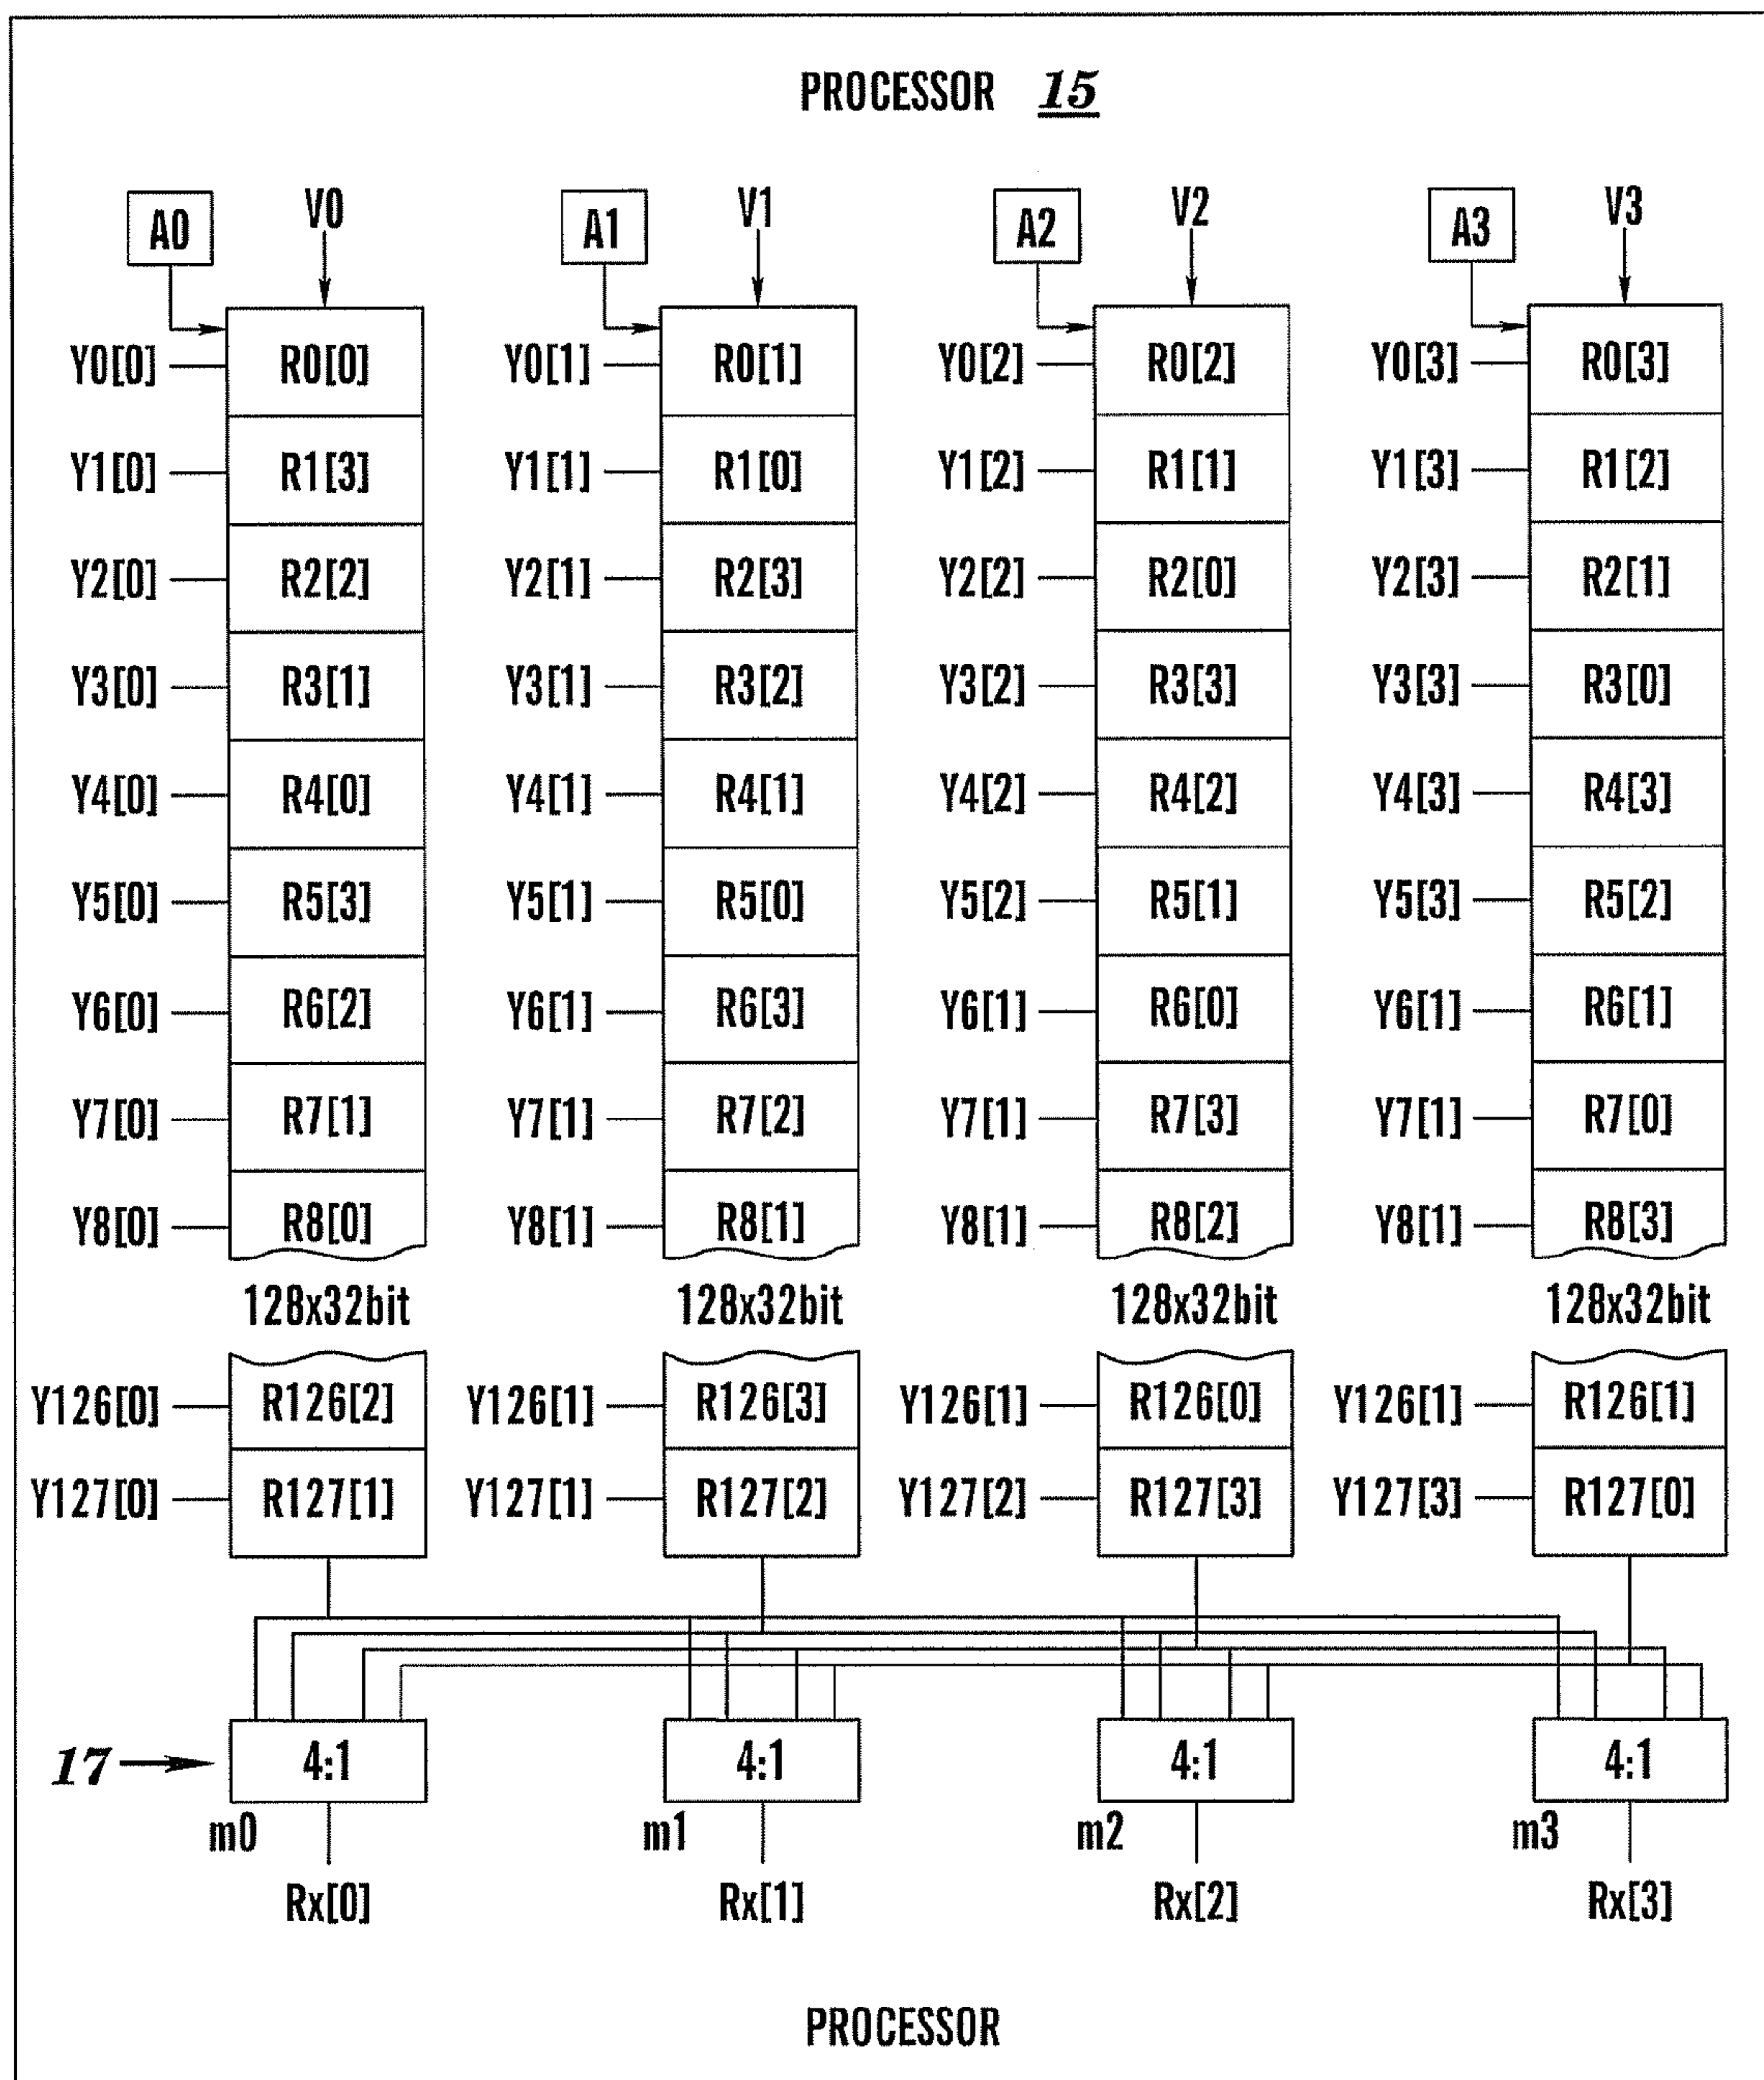 PROCESSOR 15
A0 V0 A1 V1 A2 V2 A3 V3
Y0[0] R0[0] Y0[1] R0[1] Y0[2] R0[2] Y0[3] R0[3]
Y1[0] R1[3] Y1[1] R1[0] Y1[2] R1[1] Y1[3] R1[2]
Y2[0] R2[2] Y2[1] R2[3] Y2[2] R2[0] Y2[3] R2[1]
Y3[0] R3[1] Y3[1] R3[2] Y3[2] R3[3] Y3[3] R3[0]
Y4[0] R4[0] Y4[1] R4[1] Y4[2] R4[2] Y4[3] R4[3]
Y5[0] R5[3] Y5[1] R5[0] Y5[2] R5[1] Y5[3] R5[2]
Y6[0] R6[2] Y6[1] R6[3] Y6[1] R6[0] Y6[1] R6[1]
Y7[0] R7[1] Y7[1] R7[2] Y7[1] R7[3] Y7[1] R7[0]
Y8[0] R8[0] Y8[1] R8[1] Y8[1] R8[2] Y8[1] R8[3]
128x32bit 128x32bit 128x32bit 128x32bit
Y126[0] R126[2] Y126[1] R126[3] Y126[1] R126[0] Y126[1] R126[1]
Y127[0] R127[1] Y127[1] R127[2] Y127[2] R127[3] Y127[3] R127[0]
17 4:1 4:1 4:1 4:1
m0 m1 m2 m3
Rx[0] Rx[1] Rx[2] Rx[3]
PROCESSOR